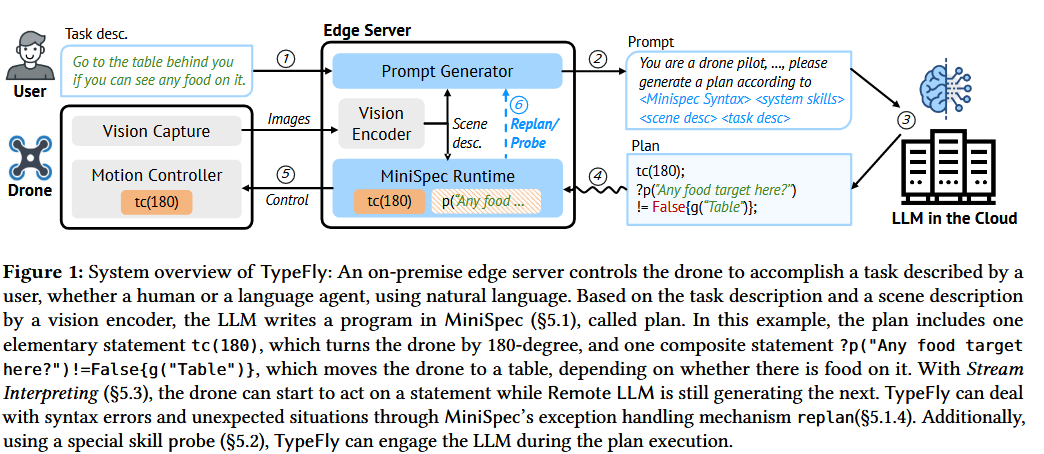 Task desc.
Edge Server
Prompt
User
Go to the table behind you
if you can see any food on it.
①
Prompt Generator
②
You are a drone pilot, ..., please
generate a plan according to
<Minispec Syntax> <system skills>
<scene desc> <task desc>
③
Drone
Vision Capture
Images
Vision
Encoder
Scene
desc.
⑥
Replan/
Probe
Motion Controller
tc(180)
⑤
Control
MiniSpec Runtime
tc(180)
p("Any food ...
④
Plan
tc(180);
?p("Any food target here?")
!= False{g("Table")};
LLM in the Cloud
Figure 1: System overview of TypeFly: An on-premise edge server controls the drone to accomplish a task described by a
user, whether a human or a language agent, using natural language. Based on the task description and a scene description
by a vision encoder, the LLM writes a program in MiniSpec (§5.1), called plan. In this example, the plan includes one
elementary statement tc(180), which turns the drone by 180-degree, and one composite statement ?p("Any food target
here?")!=False{g("Table")}, which moves the drone to a table, depending on whether there is food on it. With Stream
Interpreting (§5.3), the drone can start to act on a statement while Remote LLM is still generating the next. TypeFly can deal
with syntax errors and unexpected situations through MiniSpec's exception handling mechanism replan(§5.1.4). Additionally,
using a special skill probe (§5.2), TypeFly can engage the LLM during the plan execution.